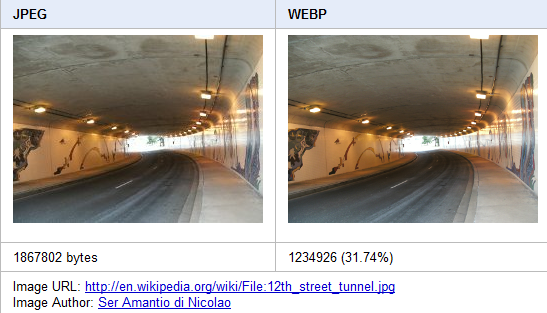 JPEG WEBP
1867802 bytes 1234926 (31.74%)
Image URL: http://en.wikipedia.org/wiki/File:12th_street_tunnel.jpg
Image Author: Ser Amantio di Nicolao